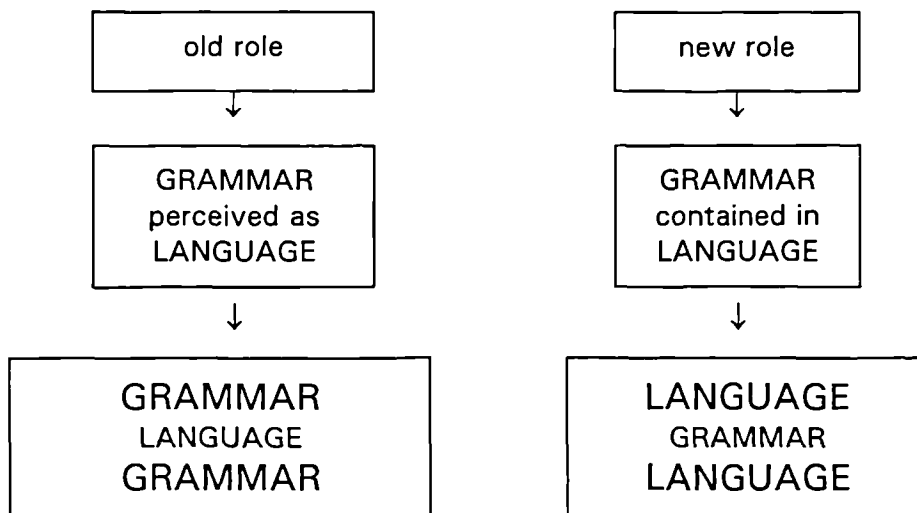 old role
GRAMMAR
perceived as
LANGUAGE
GRAMMAR
LANGUAGE
GRAMMAR
new role
GRAMMAR
contained in
LANGUAGE
LANGUAGE
GRAMMAR
LANGUAGE